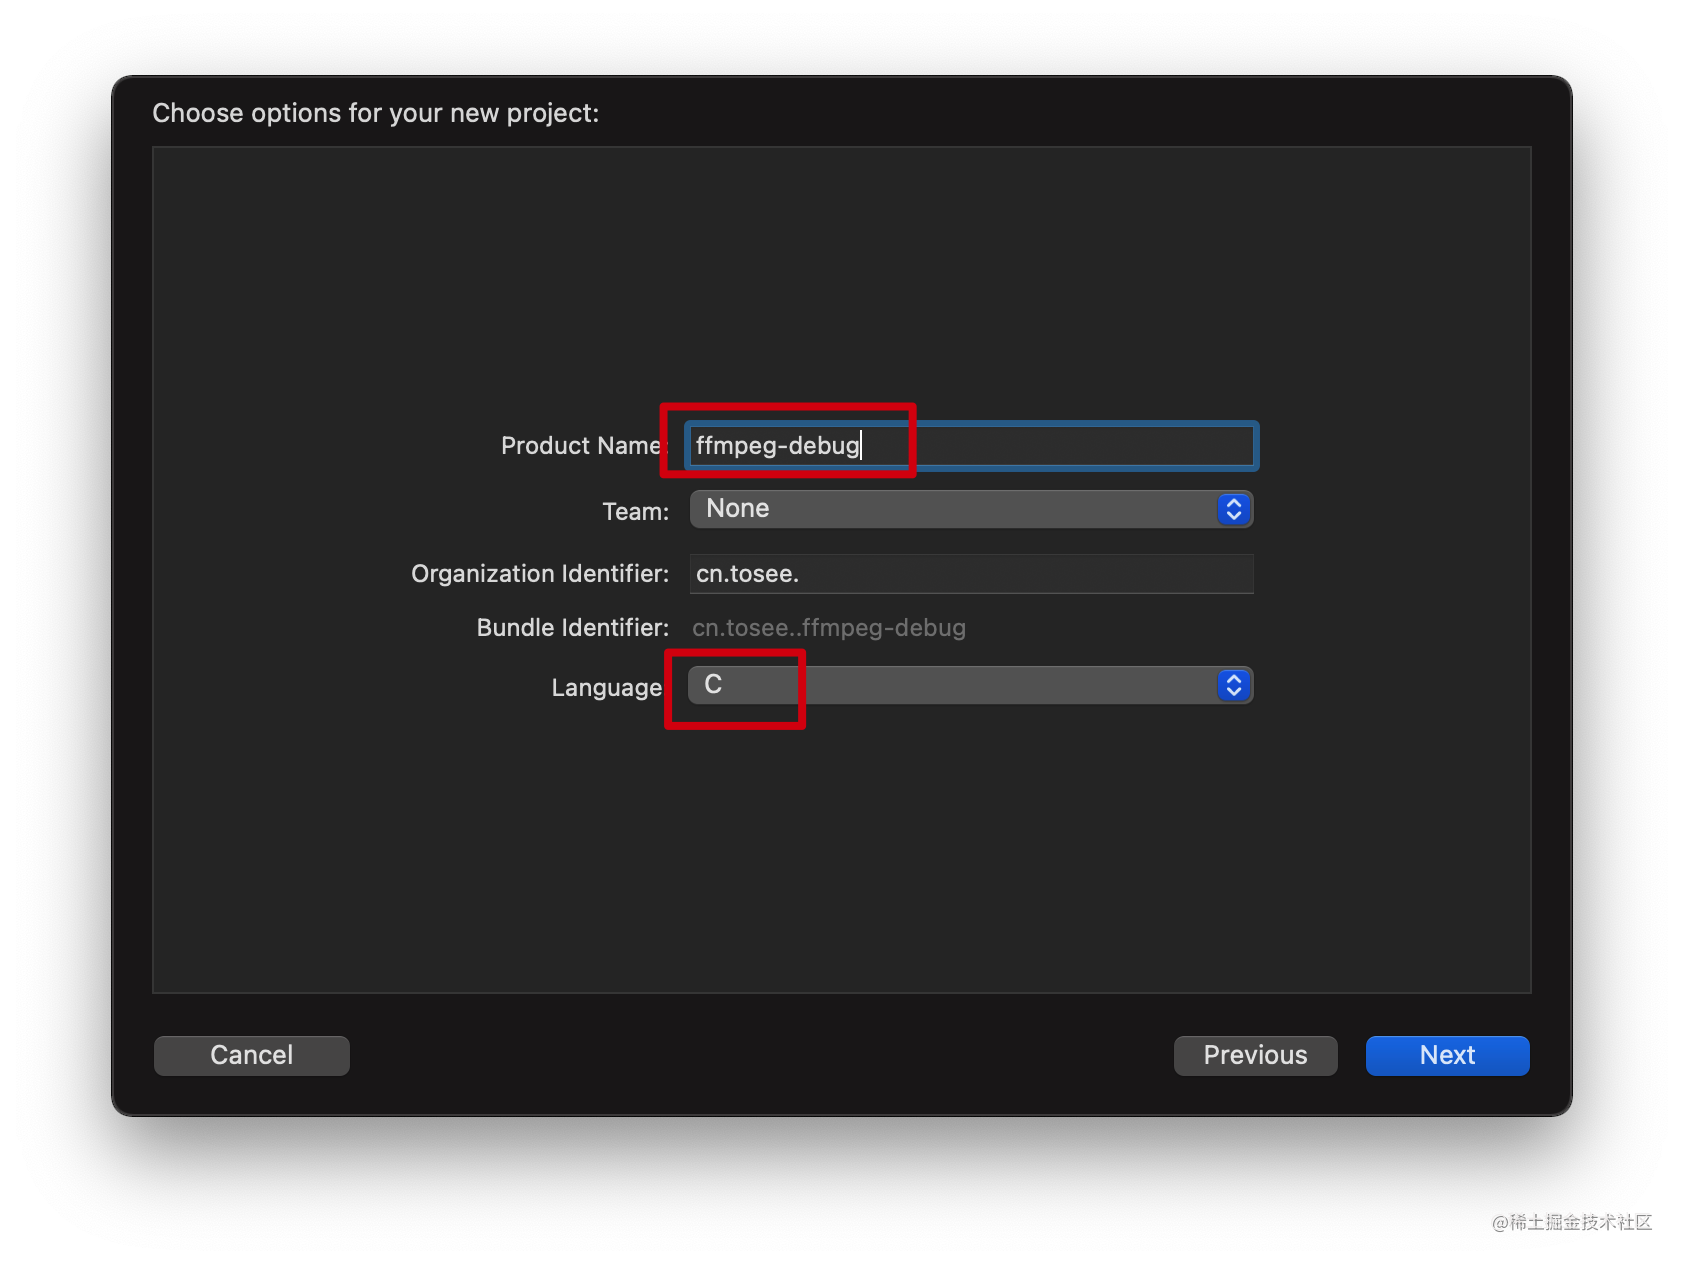 Choose options for your new project:
Product Name: ffmpeg-debug
Team: None
Organization Identifier: cn.tosee.
Bundle Identifier: cn.tosee..ffmpeg-debug
Language C
Cancel Previous Next
@稀土掘金技术社区